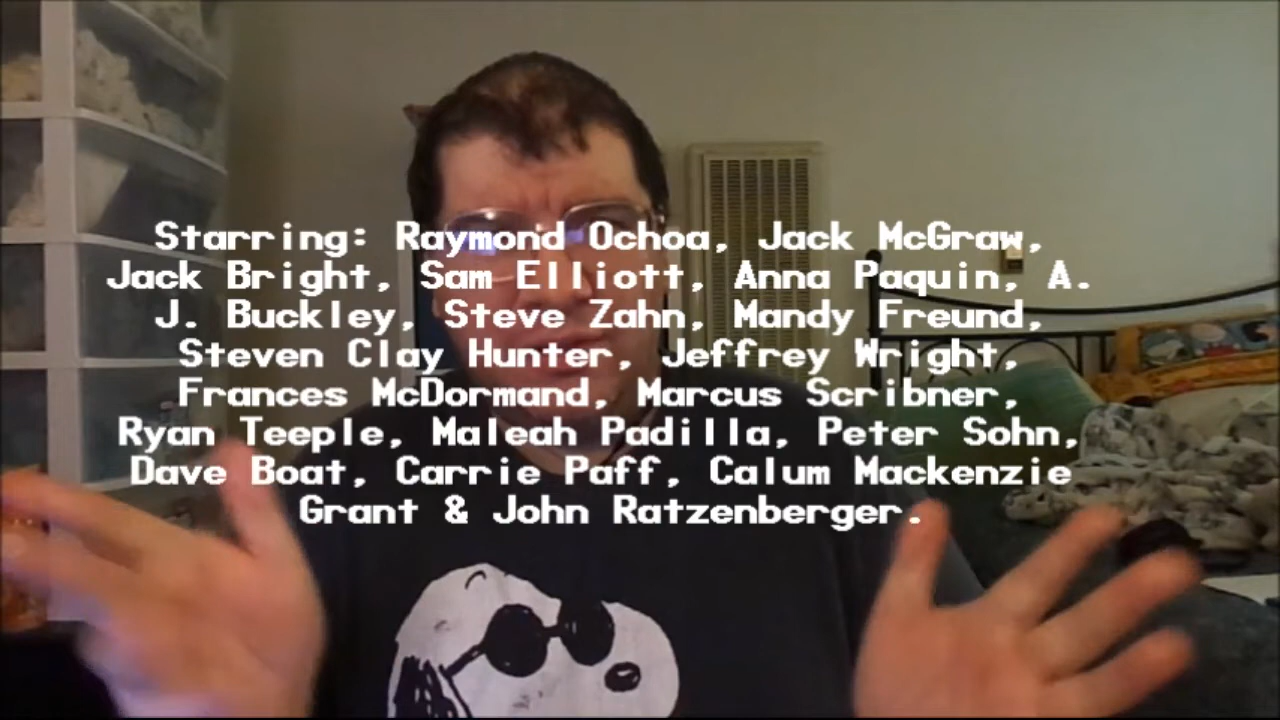 Starring: Raymond Ochoa, Jack McGraw,
Jack Bright, Sam Elliott, Anna Paquin, A.
J. Buckley, Steve Zahn, Mandy Freund,
Steven Clay Hunter, Jeffrey Wright,
Frances McDormand, Marcus Scribner,
Ryan Teeple, Maleah Padilla, Peter Sohn,
Dave Boat, Carrie Paff, Calum Mackenzie
Grant & John Ratzenberger.